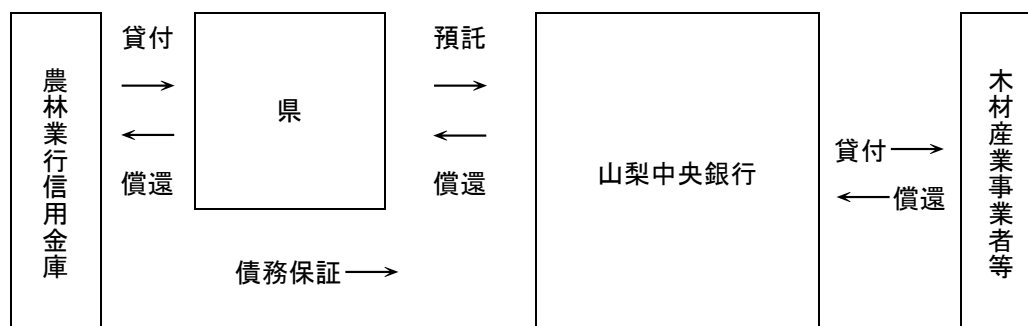 農林業行信用金庫
貸付
償還
県
預託
償還
債務保証
山梨中央銀行
貸付
償還
木材産業事業者等